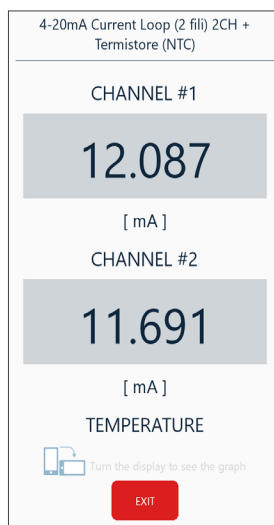 4-20mA Current Loop (2 fili) 2CH +
Termistore (NTC)
CHANNEL #1
12.087
[ mA ]
CHANNEL #2
11.691
[ mA ]
TEMPERATURE
Turn the display to see the graph
EXIT